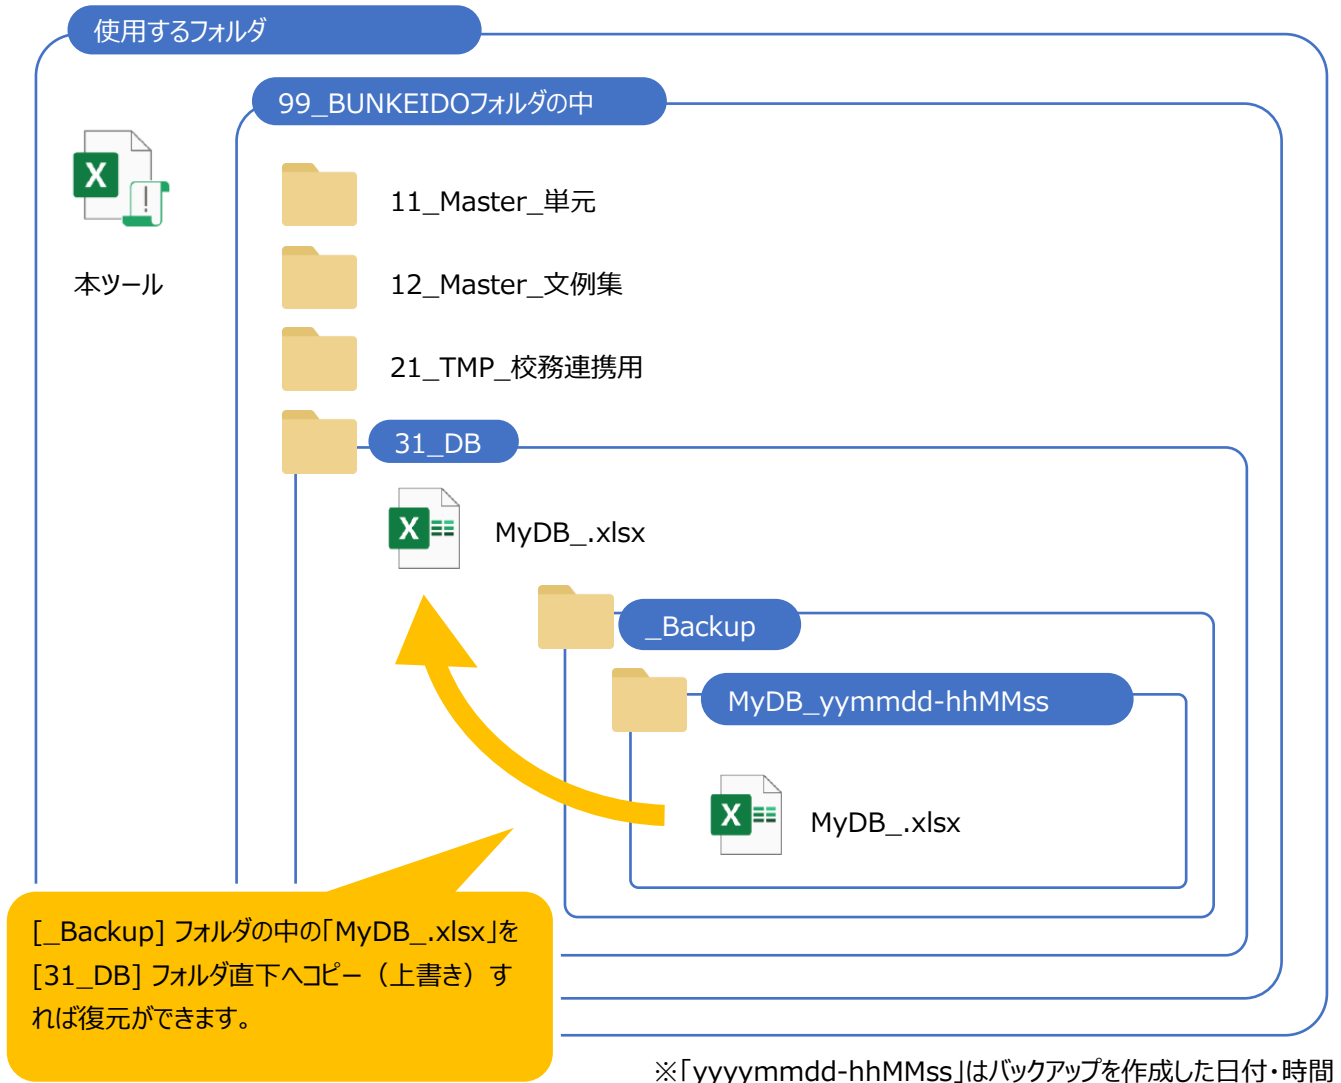 使用するフォルダ
99_BUNKEIDOフォルダの中
11_Master_単元
本ツール
12_Master_文例集
21_TMP_校務連携用
31_DB
MyDB_.xlsx
_Backup
MyDB_yymmdd-hhMMss
MyDB_.xlsx
[_Backup] フォルダの中の「MyDB_.xlsx」を
[31_DB] フォルダ直下へコピー（上書き）す
れば復元ができます。
※「yyyymmdd-hhMMss」はバックアップを作成した日付・時間